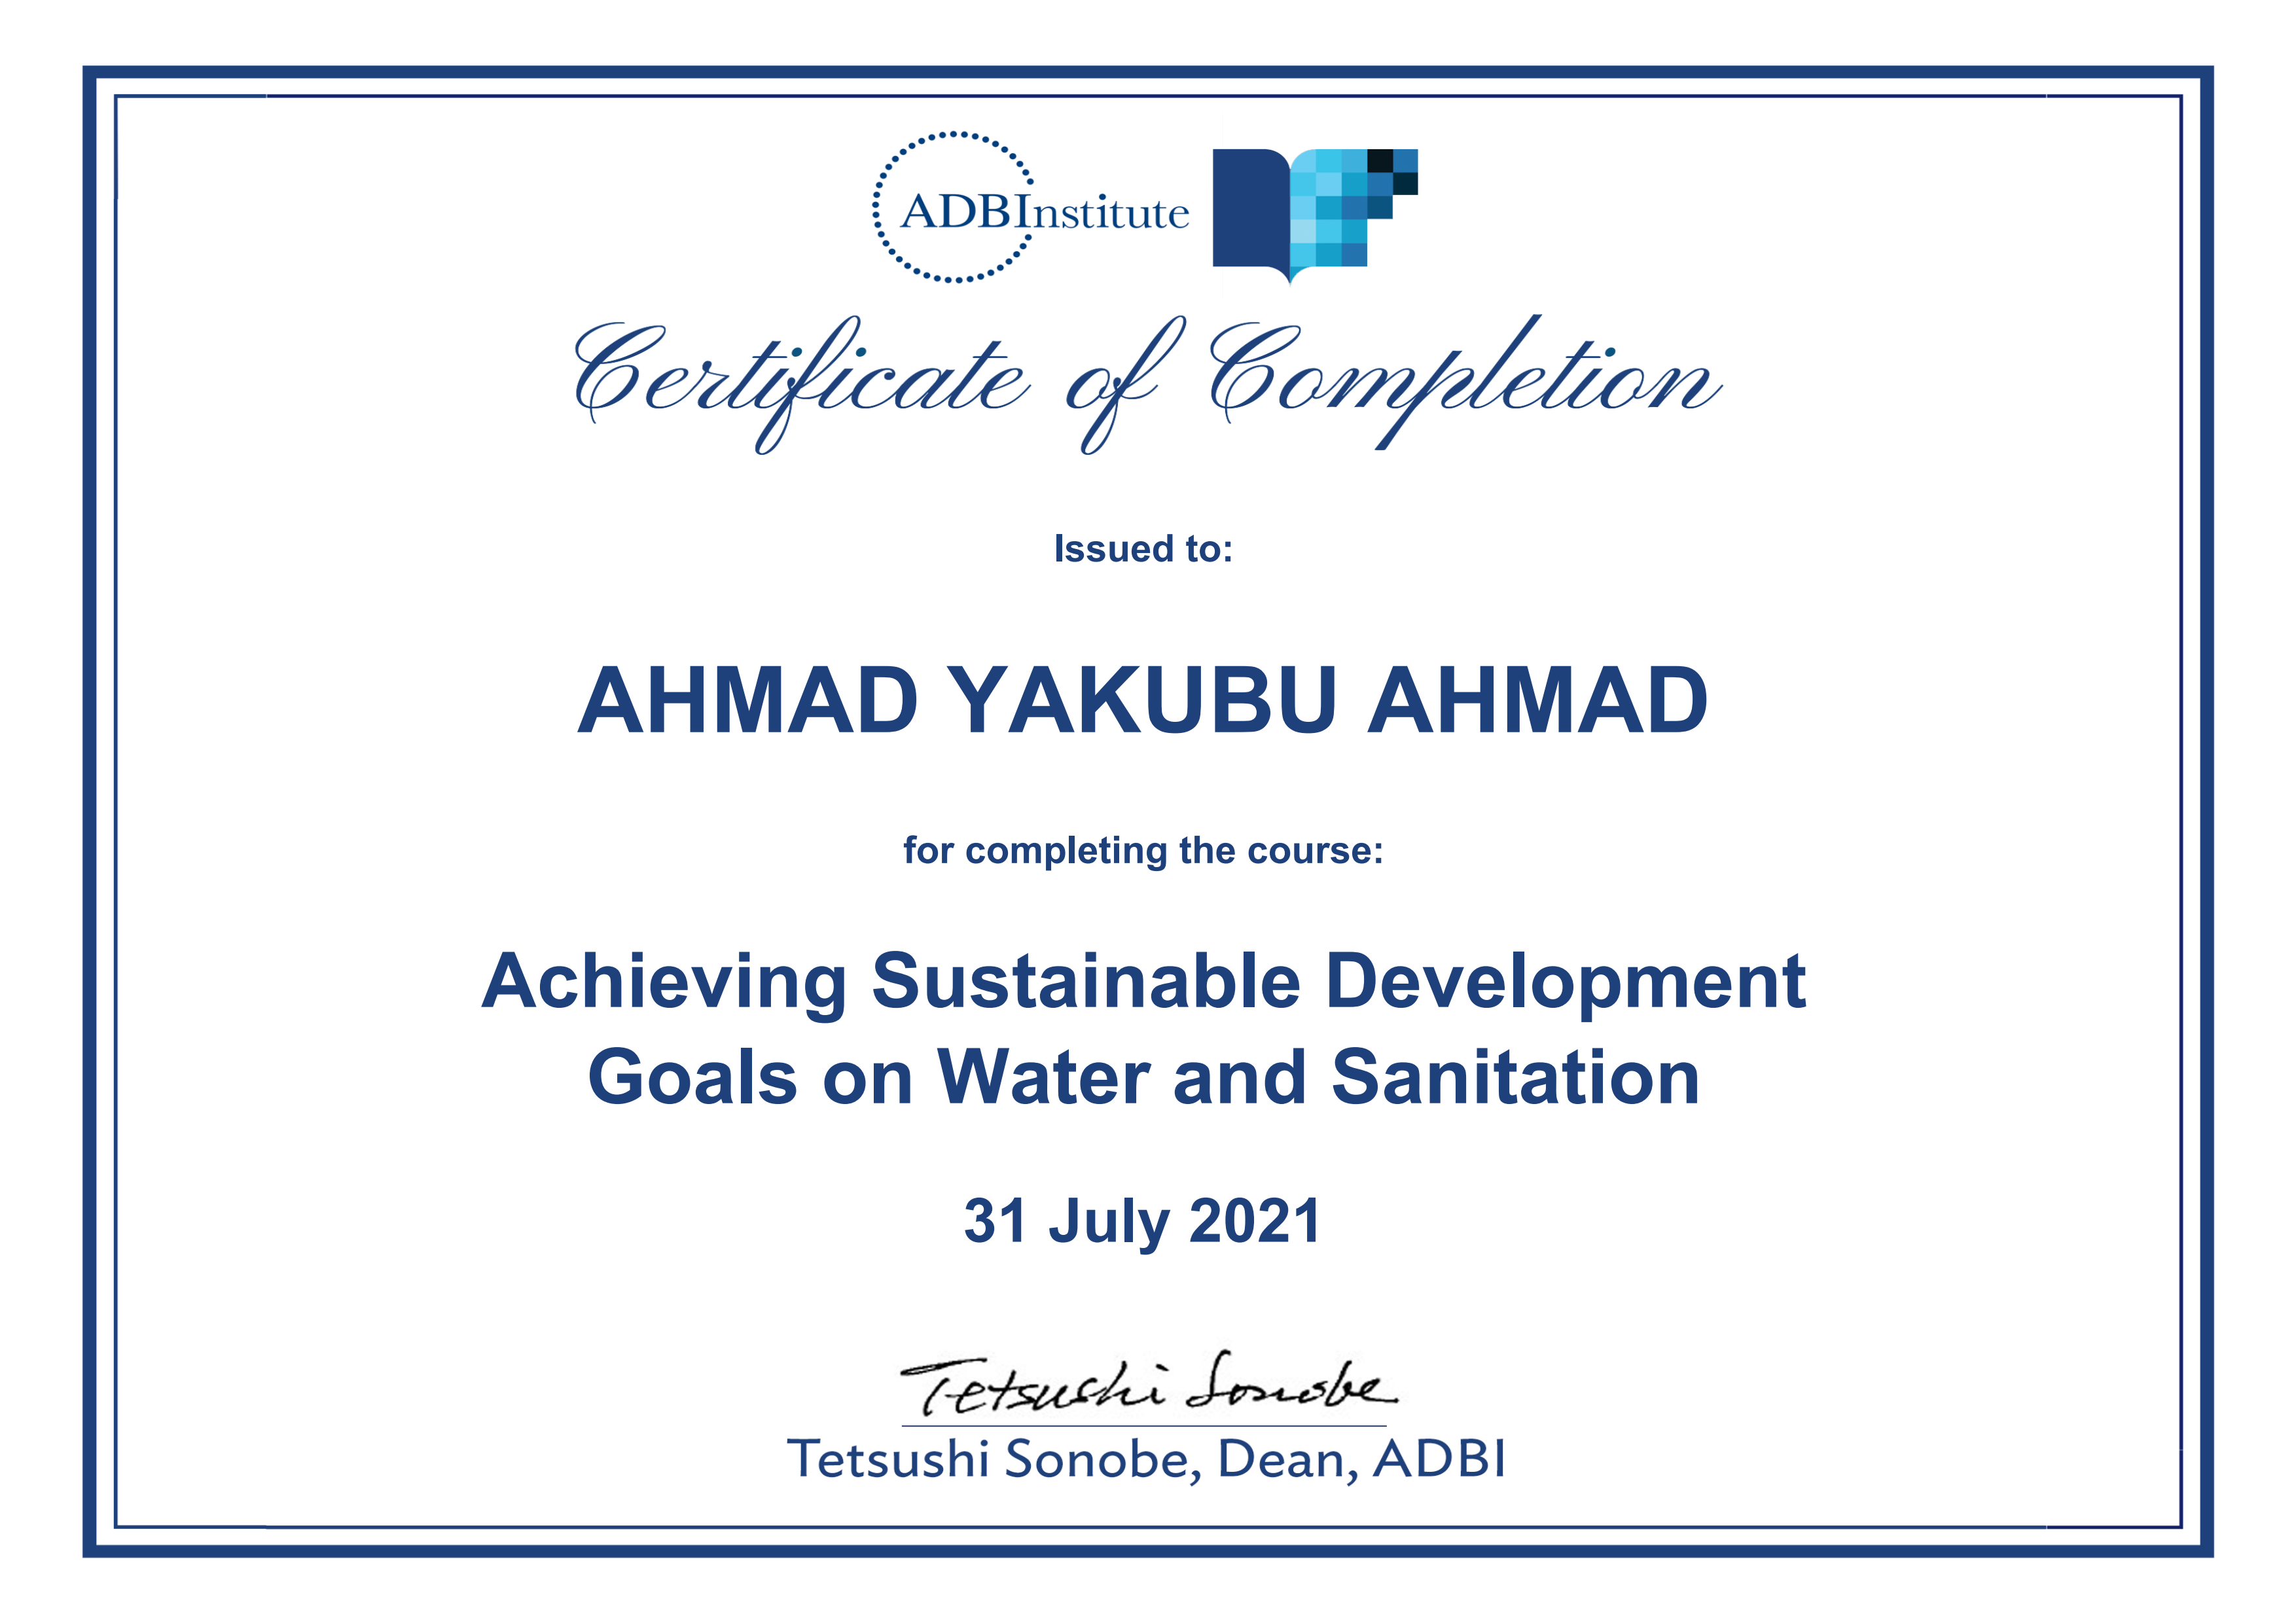 ADBInstitute
Certificate of Completion
Issued to:
AHMAD YAKUBU AHMAD
for completing the course:
Achieving Sustainable Development
Goals on Water and Sanitation
31 July 2021
Tetsushi Sonobe
Tetsushi Sonobe, Dean, ADBI